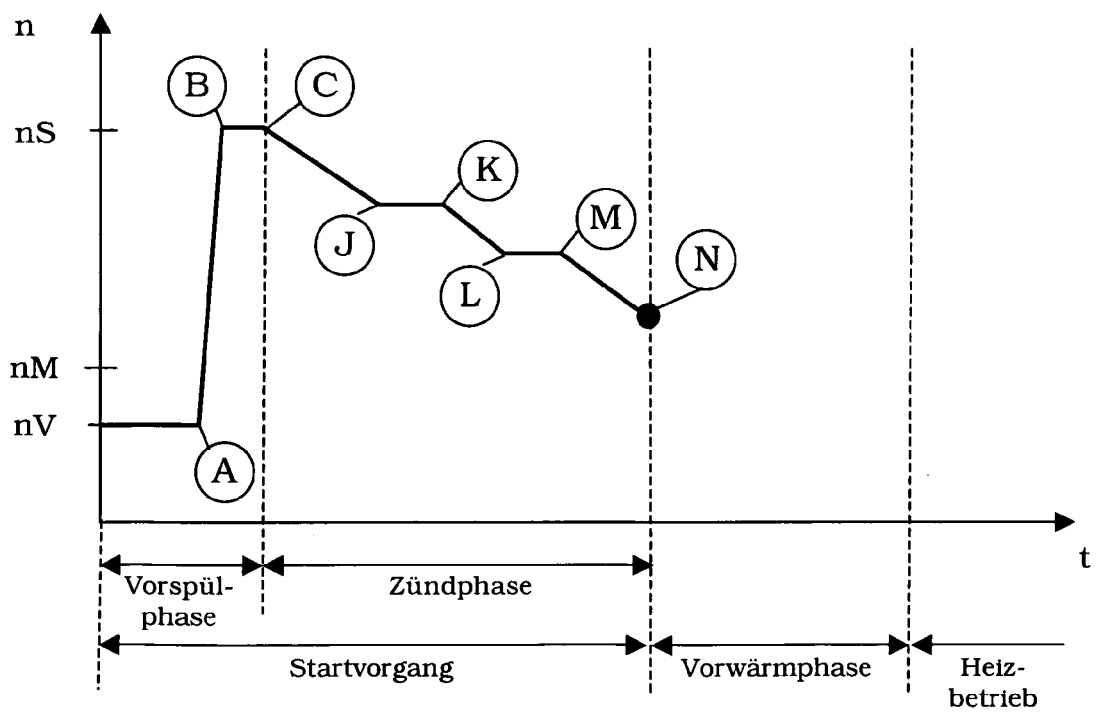 n
B
C
nS
K
M
J
N
L
nM
nV
A
t
Vorspül-
phase
Zündphase
Startvorgang
Vorwärmphase
Heiz-
betrieb